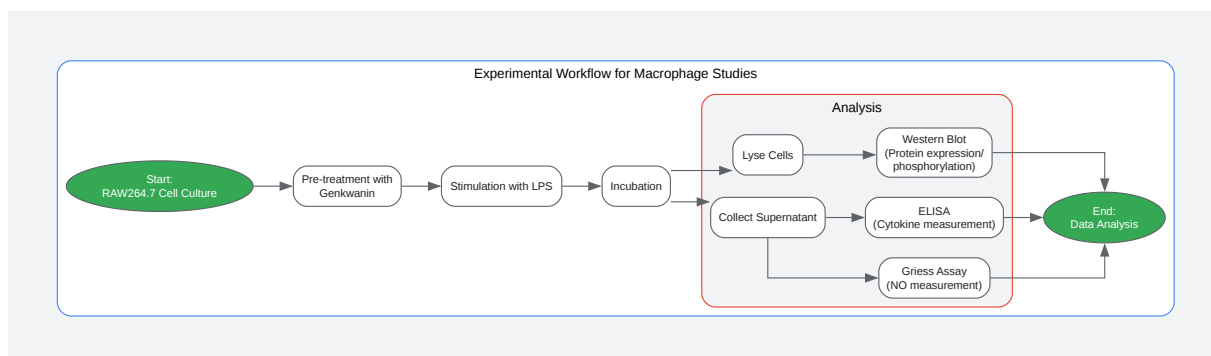 Experimental Workflow for Macrophage Studies
Analysis
Start:
RAW264.7 Cell Culture
Pre-treatment with
Genkwanin
Stimulation with LPS
Incubation
Lyse Cells
Western Blot
(Protein expression/
phosphorylation)
Collect Supernatant
ELISA
(Cytokine measurement)
Griess Assay
(NO measurement)
End:
Data Analysis